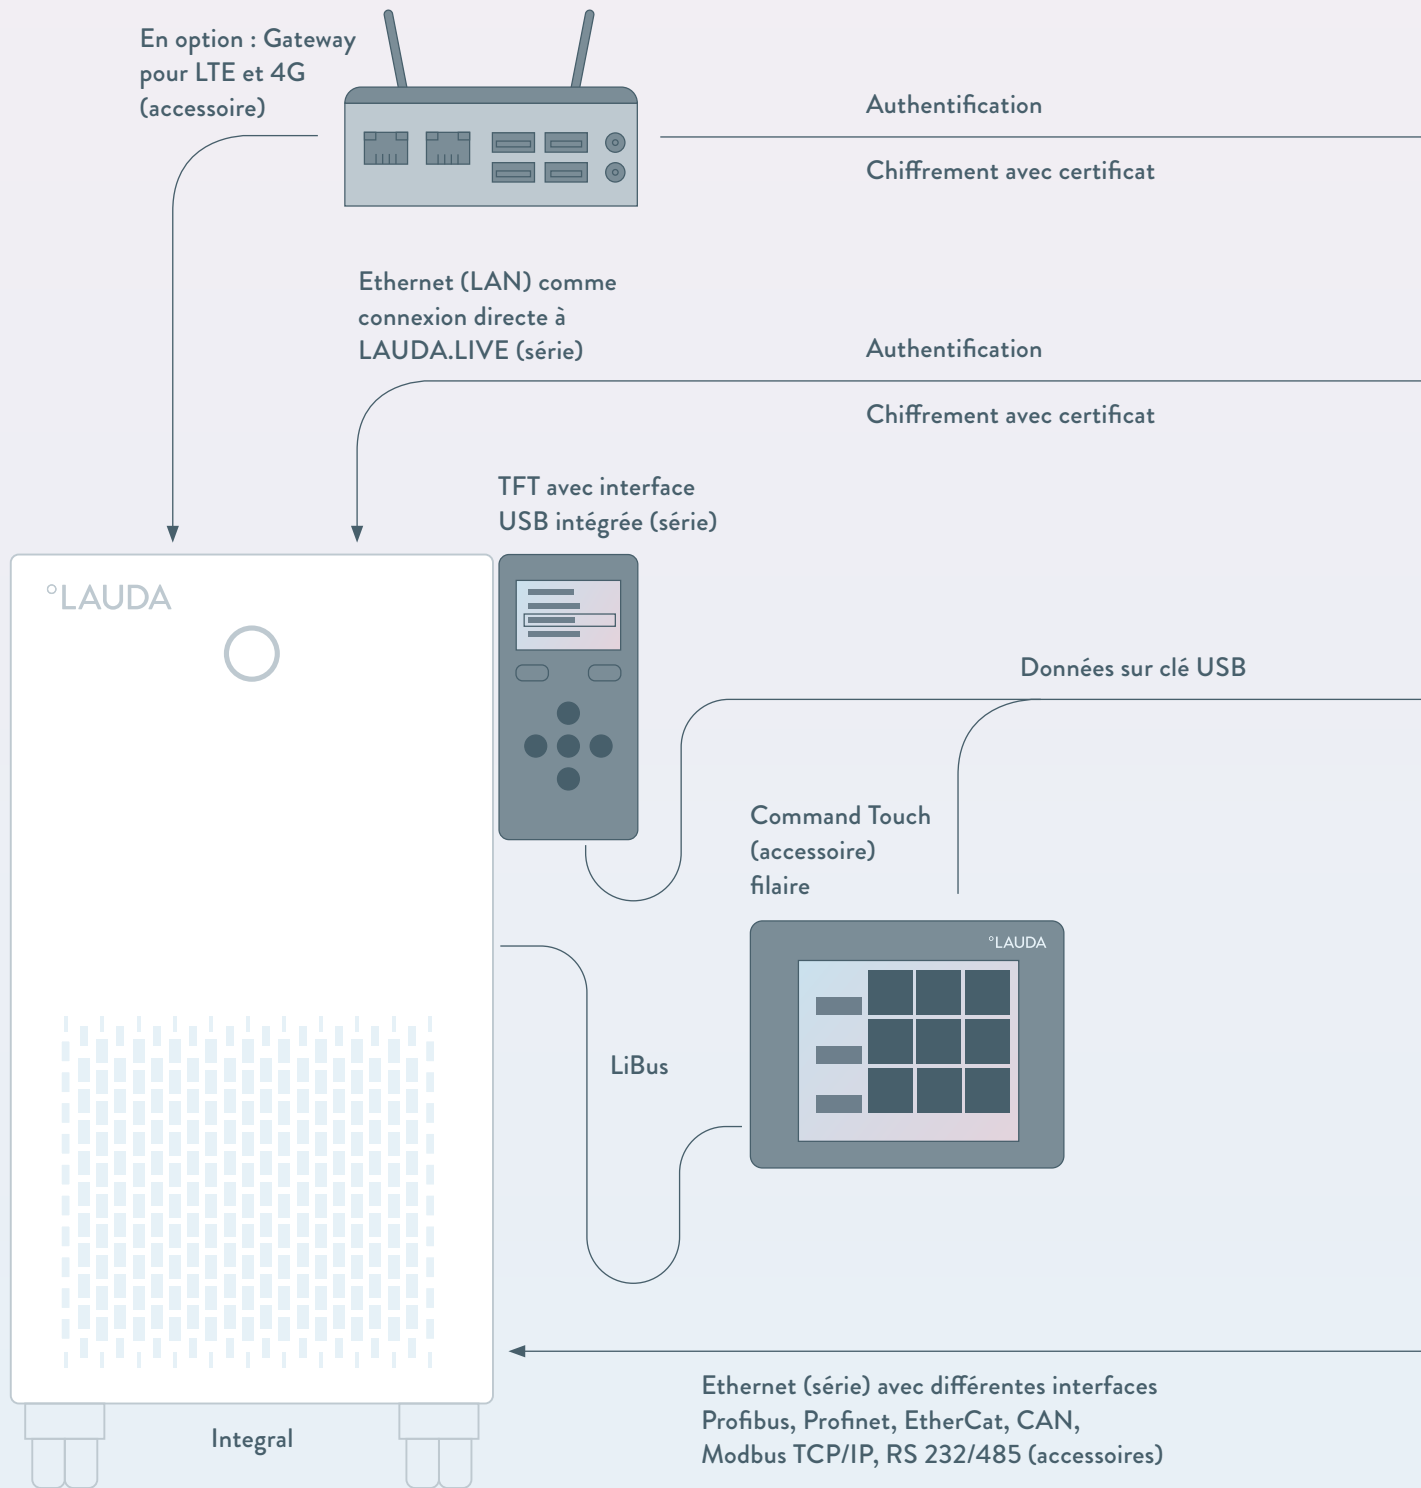 En option : Gateway
pour LTE et 4G
(accessoire)
Authentification
Chiffrement avec certificat
Ethernet (LAN) comme
connexion directe à
LAUDA.LIVE (série)
Authentification
Chiffrement avec certificat
TFT avec interface
USB intégrée (série)
°LAUDA
Données sur clé USB
Command Touch
(accessoire)
filaire
°LAUDA
LiBus
Ethernet (série) avec différentes interfaces
Profibus, Profinet, EtherCat, CAN,
Modbus TCP/IP, RS 232/485 (accessoires)
Integral